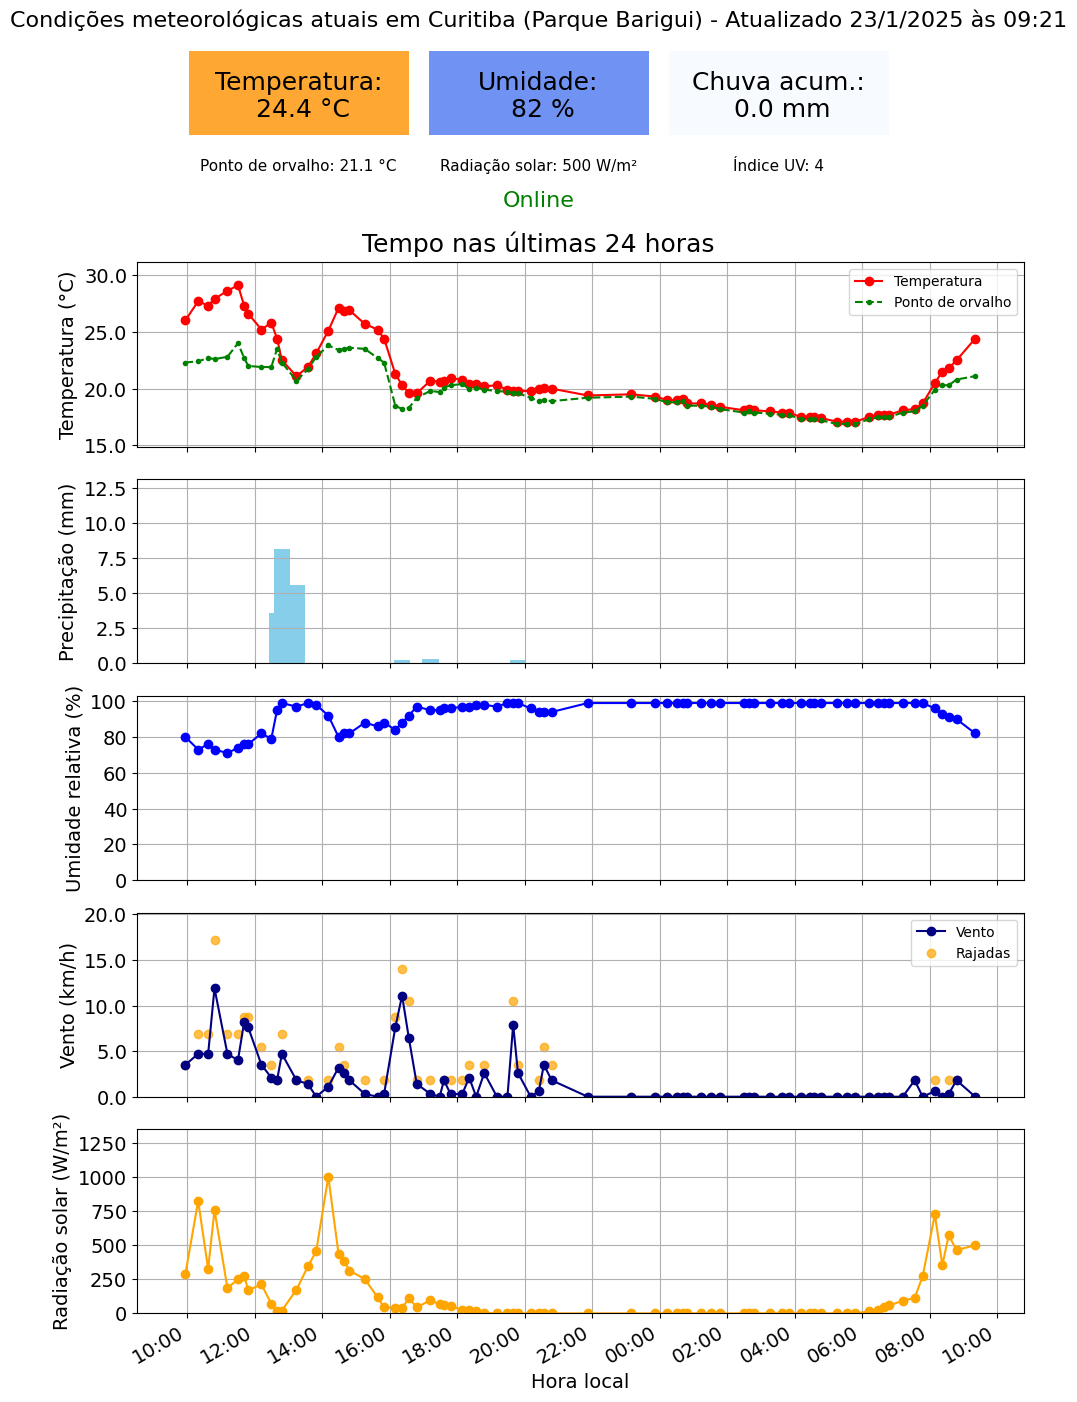 Condições meteorológicas atuais em Curitiba (Parque Barigui) - Atualizado 23/1/2025 às 09:21
Temperatura:
24.4 °C
Umidade:
82 %
Chuva acum.:
0.0 mm
Ponto de orvalho: 21.1 °C
Radiação solar: 500 W/m²
Índice UV: 4
Online
Tempo nas últimas 24 horas
Temperatura (°C)
30.0
25.0
20.0
15.0
Temperatura
Ponto de orvalho
Precipitação (mm)
12.5
10.0
7.5
5.0
2.5
0.0
Umidade relativa (%)
100
80
60
40
20
0
Vento (km/h)
20.0
15.0
10.0
5.0
0.0
Vento
Rajadas
Radiação solar (W/m²)
1250
1000
750
500
250
0
10:00 12:00 14:00 16:00 18:00 20:00 22:00 00:00 02:00 04:00 06:00 08:00 10:00
Hora local